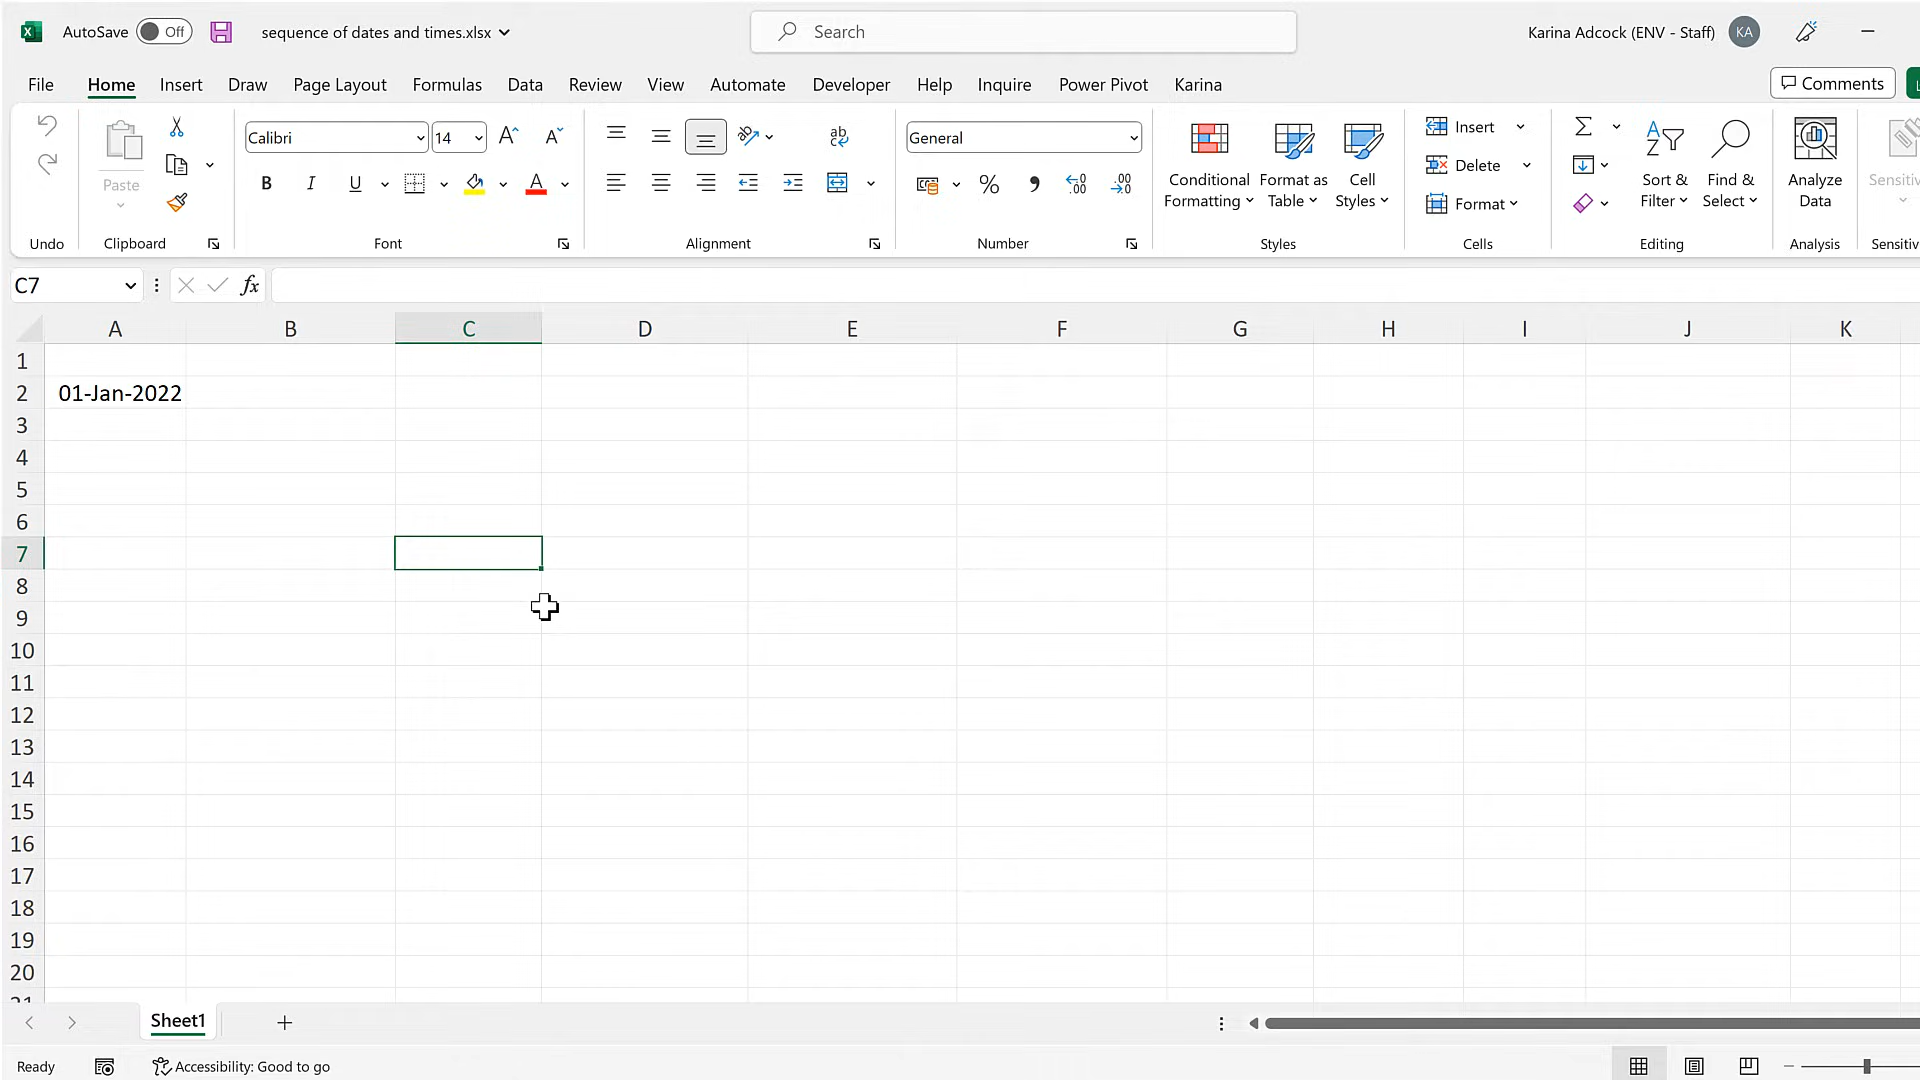 AutoSave Off sequence of dates and times.xlsx Search Karina Adcock (ENV - Staff) KA
File Home Insert Draw Page Layout Formulas Data Review View Automate Developer Help Inquire Power Pivot Karina Comments
Calibri 14 General Insert
Paste Conditional Format as Cell Delete Sort & Find & Analyze
Formatting Table Styles Format Filter Select Data
Undo Clipboard Font Alignment Number Styles Cells Editing Analysis
C7 fx
A B C D E F G H I J K
1
2 01-Jan-2022
3
4
5
6
7
8
9
10
11
12
13
14
15
16
17
18
19
20
Sheet1
Ready Accessibility: Good to go